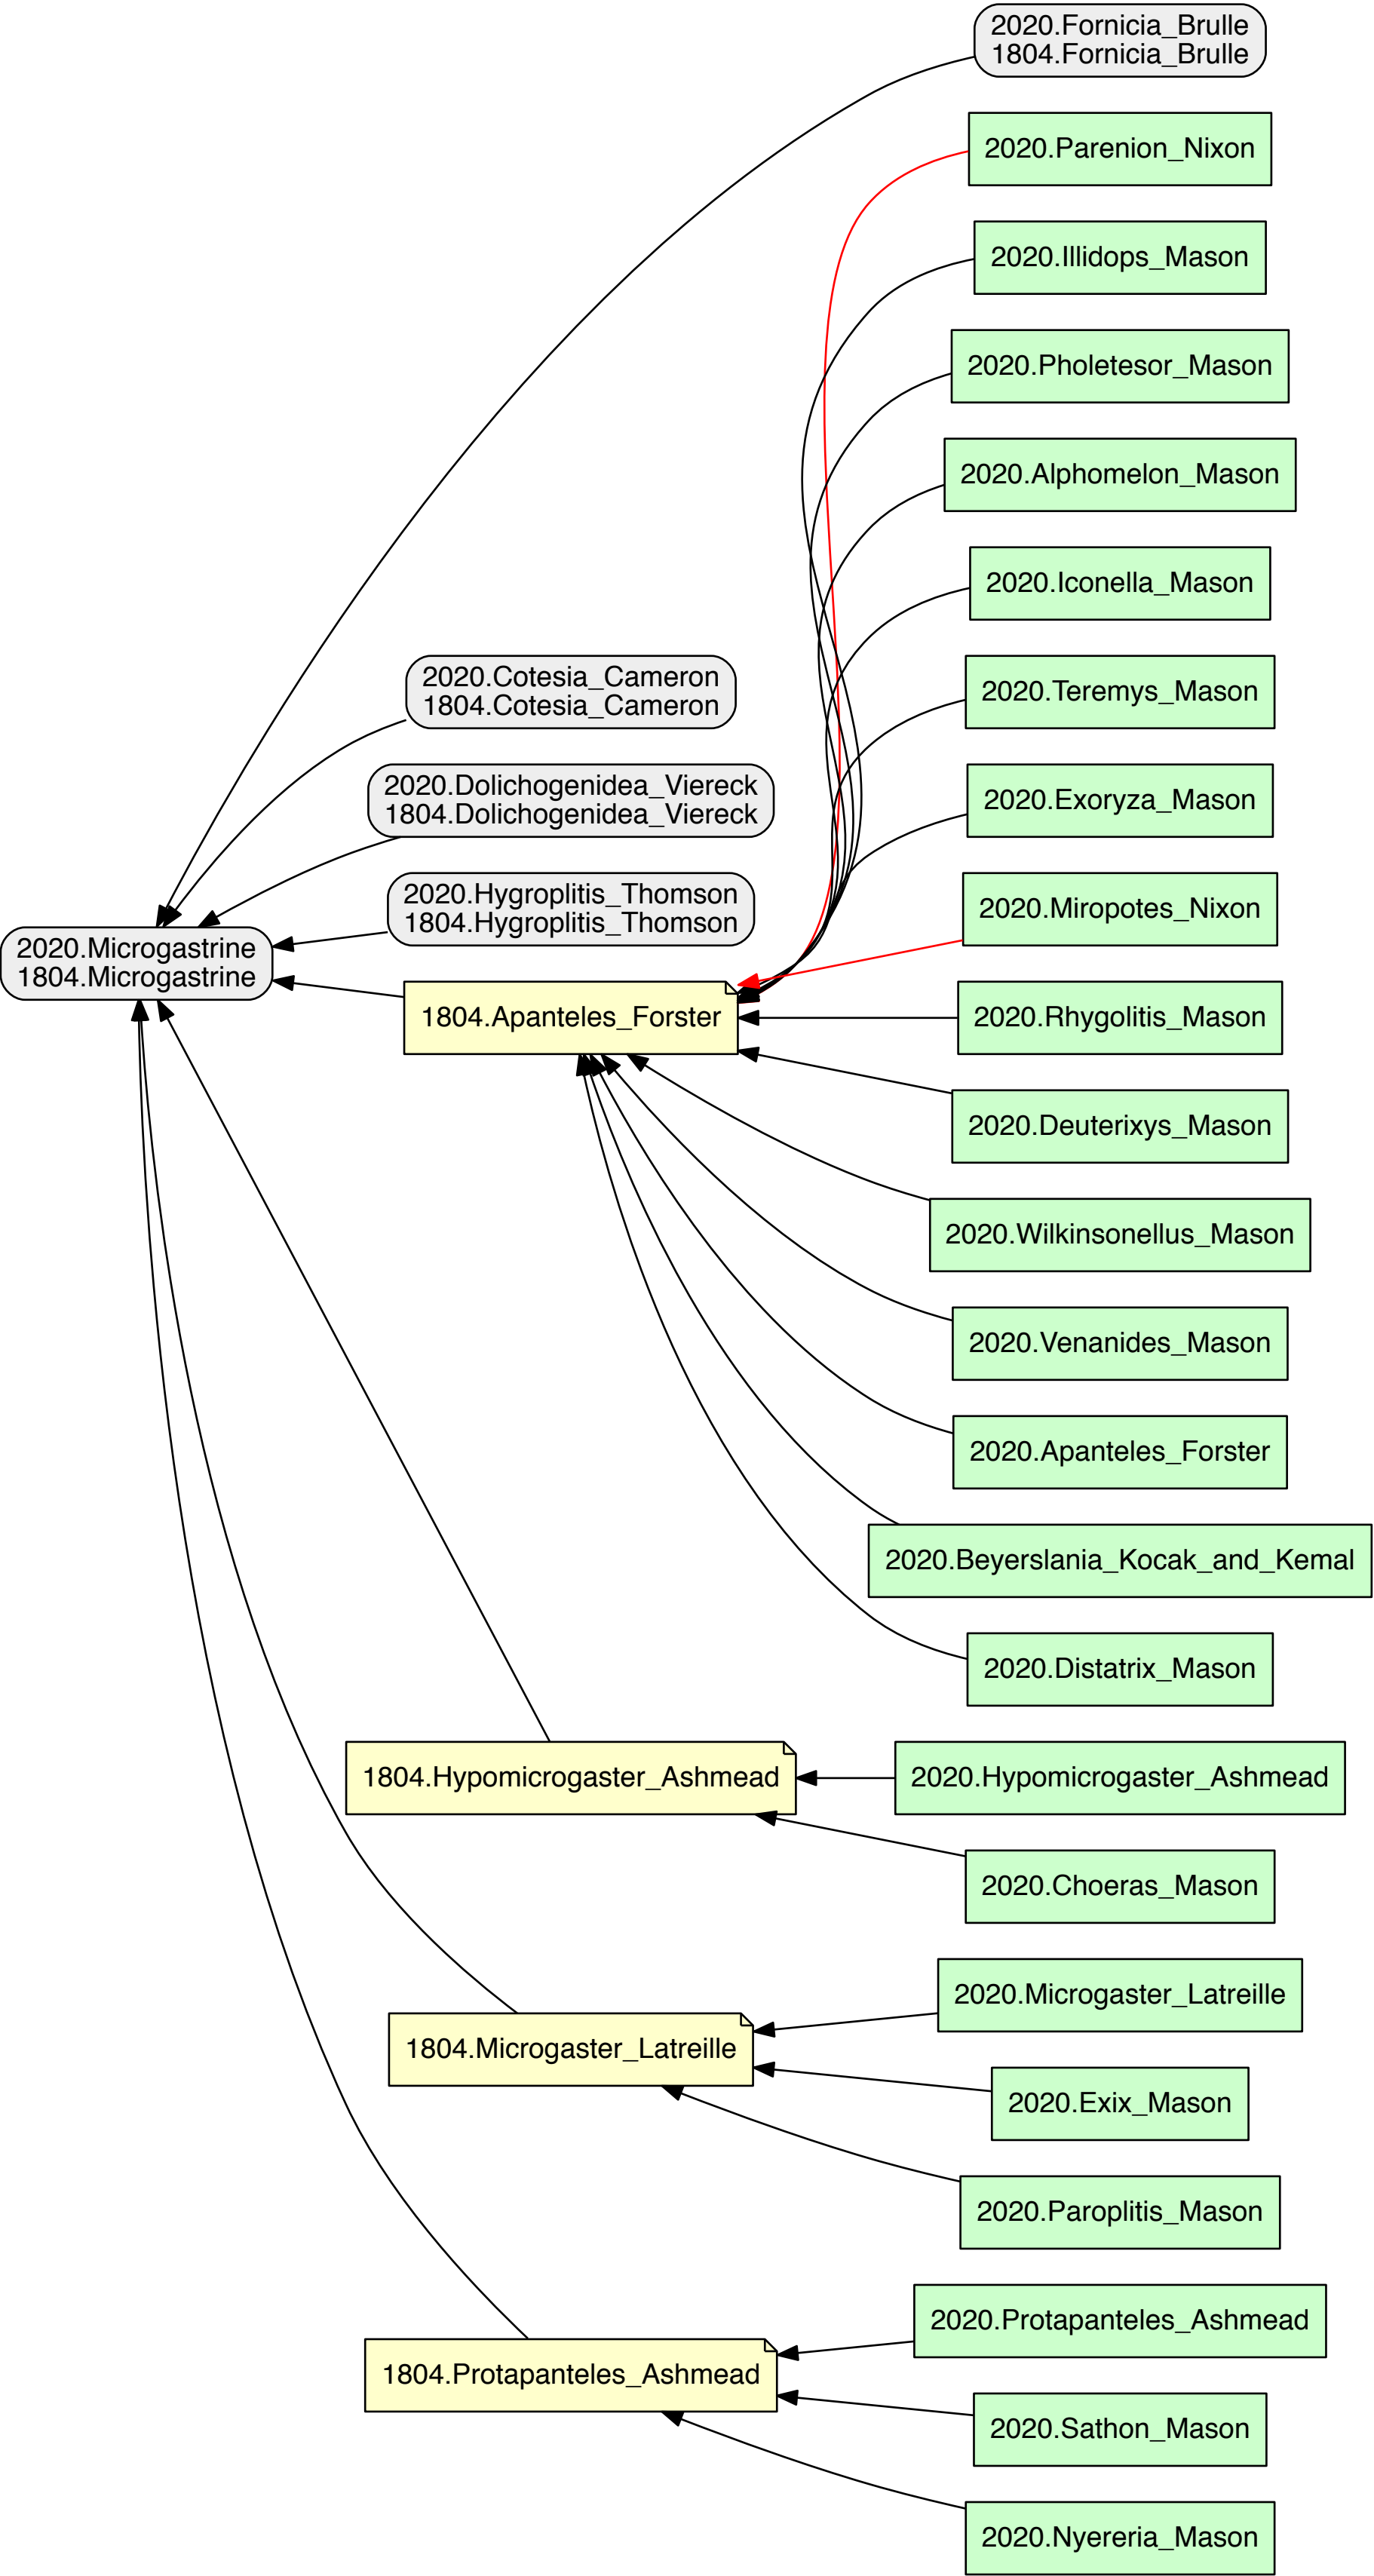 2020.Fornicia_Brulle
1804.Fornicia_Brulle
2020.Parenion_Nixon
2020.Illidops_Mason
2020.Pholetesor_Mason
2020.Alphomelon_Mason
2020.Iconella_Mason
2020.Cotesia_Cameron
1804.Cotesia_Cameron
2020.Teremys_Mason
2020.Dolichogenidea_Viereck
1804.Dolichogenidea_Viereck
2020.Exoryza_Mason
2020.Hygroplitis_Thomson
1804.Hygroplitis_Thomson
2020.Miropotes_Nixon
2020.Microgastrine
1804.Microgastrine
1804.Apanteles_Forster
2020.Rhygolitis_Mason
2020.Deuterixys_Mason
2020.Wilkinsonellus_Mason
2020.Venanides_Mason
2020.Apanteles_Forster
2020.Beyerslania_Kocak_and_Kemal
2020.Distatrix_Mason
1804.Hypomicrogaster_Ashmead
2020.Hypomicrogaster_Ashmead
2020.Choeras_Mason
2020.Microgaster_Latreille
1804.Microgaster_Latreille
2020.Exix_Mason
2020.Paroplitis_Mason
2020.Protapanteles_Ashmead
1804.Protapanteles_Ashmead
2020.Sathon_Mason
2020.Nyereria_Mason